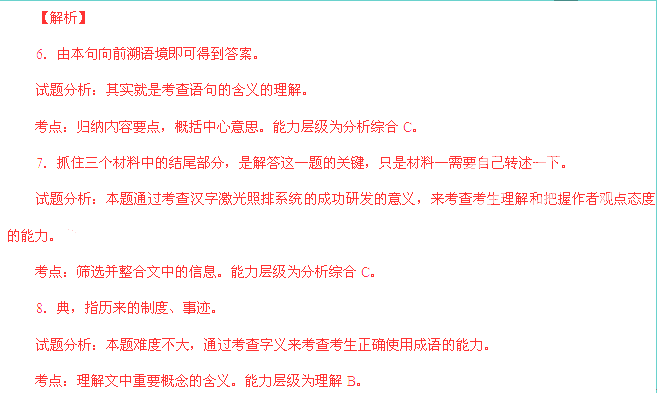 【解析】
6．由本句向前溯语境即可得到答案。
试题分析：其实就是考查语句的含义的理解。
考点：归纳内容要点，概括中心意思。能力层级为分析综合 C。
7．抓住三个材料中的结尾部分，是解答这一题的关键，只是材料一需要自己转述一下。
试题分析：本题通过考查汉字激光照排系统的成功研发的意义，来考查考生理解和把握作者观点态度
的能力。
考点：筛选并整合文中的信息。能力层级为分析综合 C。
8．典，指历来的制度、事迹。
试题分析：本题难度不大，通过考查字义来考查考生正确使用成语的能力。
考点：理解文中重要概念的含义。能力层级为理解 B。